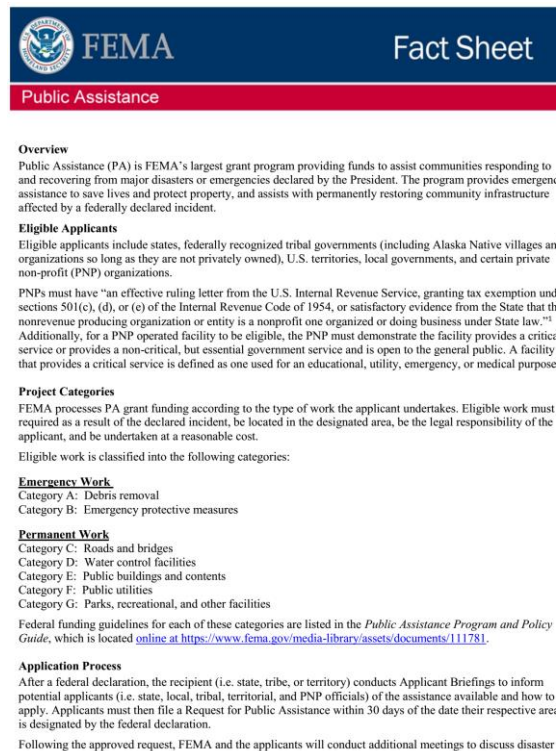 FEMA
Fact Sheet
Public Assistance
Overview
Public Assistance (PA) is FEMA's largest grant program providing funds to assist communities responding to
and recovering from major disasters or emergencies declared by the President. The program provides emergenc
assistance to save lives and protect property, and assists with permanently restoring community infrastructure
affected by a federally declared incident.
Eligible Applicants
Eligible applicants include states, federally recognized tribal governments (including Alaska Native villages an
organizations so long as they are not privately owned), U.S. territories, local governments, and certain private
non-profit (PNP) organizations.
PNPs must have "an effective ruling letter from the U.S. Internal Revenue Service, granting tax exemption und
sections 501(c), (d), or (e) of the Internal Revenue Code of 1954, or satisfactory evidence from the State that th
nonrevenue producing organization or entity is a nonprofit one organized or doing business under State law."1
Additionally, for a PNP operated facility to be eligible, the PNP must demonstrate the facility provides a critica
service or provides a non-critical, but essential government service and is open to the general public. A facility
that provides a critical service is defined as one used for an educational, utility, emergency, or medical purpose
Project Categories
FEMA processes PA grant funding according to the type of work the applicant undertakes. Eligible work must
required as a result of the declared incident, be located in the designated area, be the legal responsibility of the
applicant, and be undertaken at a reasonable cost.
Eligible work is classified into the following categories:
Emergency Work
Category A: Debris removal
Category B: Emergency protective measures
Permanent Work
Category C: Roads and bridges
Category D: Water control facilities
Category E: Public buildings and contents
Category F: Public utilities
Category G: Parks, recreational, and other facilities
Federal funding guidelines for each of these categories are listed in the Public Assistance Program and Policy
Guide, which is located online at https://www.fema.gov/media-library/assets/documents/111781.
Application Process
After a federal declaration, the recipient (i.e. state, tribe, or territory) conducts Applicant Briefings to inform
potential applicants (i.e. state, local, tribal, territorial, and PNP officials) of the assistance available and how to
apply. Applicants must then file a Request for Public Assistance within 30 days of the date their respective area
is designated by the federal declaration.
Following the approved request, FEMA and the applicants will conduct additional meetings to discuss disaster